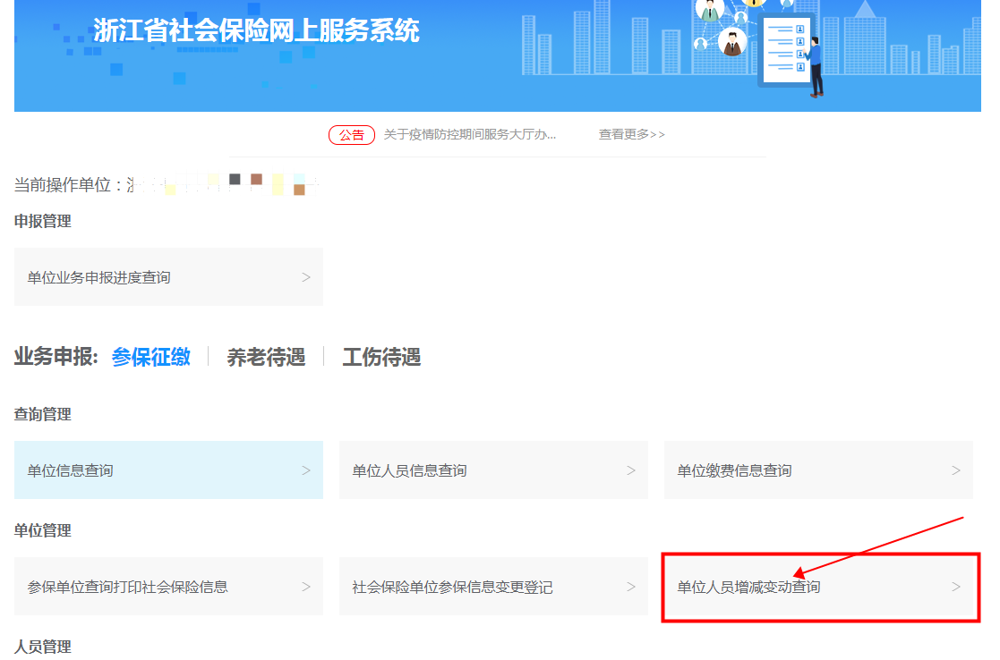 浙江省社会保险网上服务系统
公告 关于疫情防控期间服务大厅办... 查看更多>>
当前操作单位：
申报管理
单位业务申报进度查询 >
业务申报: 参保征缴 养老待遇 工伤待遇
查询管理
单位信息查询 > 单位人员信息查询 > 单位缴费信息查询 >
单位管理
参保单位查询打印社会保险信息 > 社会保险单位参保信息变更登记 > 单位人员增减变动查询 >
人员管理